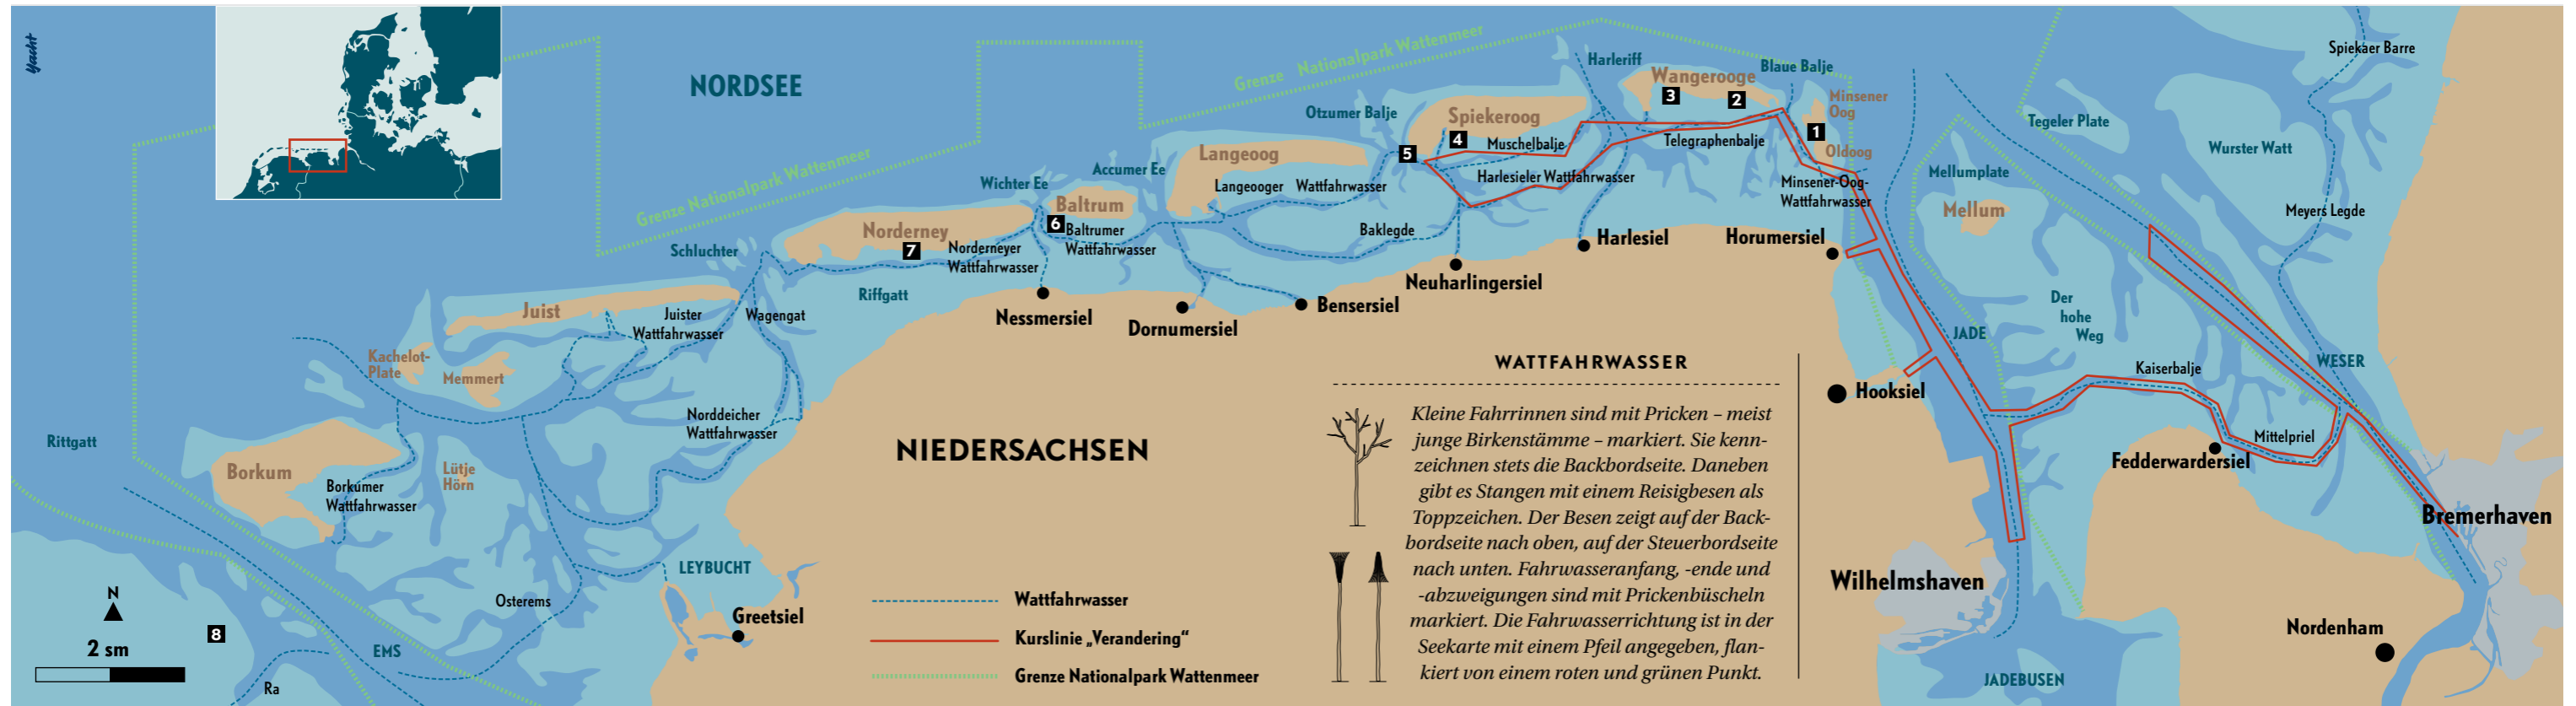 Yacht
NORDSEE
Grenze Nationalpark Wattenmeer
Grenze Nationalpark Wattenmeer
Rittgatt
Borkum
Borkumer
Wattfahrwasser
Lütje
Hörn
Kachelot-
Plate
Memmert
Juist
Juister
Wattfahrwasser
Schluchter
Wagengat
Norddeicher
Wattfahrwasser
Norderney
7
Norderneyer
Wattfahrwasser
Riffgatt
Wichter Ee
Baltrum
6
Baltrumer
Wattfahrwasser
Accumer Ee
Langeoog
Langeooger Wattfahrwasser
Otzumer Balje
5
Spiekeroog
4
Muschelbalje
Harlesieler Wattfahrwasser
Baklegde
Harleriff
Wangerooge
3
2
Telegraphenbalje
Blaue Balje
Minsener
Oog
1
Oldoog
Minsener-Oog-
Wattfahrwasser
Nessmersiel
Dornumersiel
Bensersiel
Neuharlingersiel
Harlesiel
Horumersiel
Hooksiel
Mellumplate
Mellum
Tegeler Plate
Wurster Watt
Spiekaer Barre
Meyers Legde
Der
hohe
Weg
JADE
WESER
Kaiserbalje
Mittelpriel
Fedderwardersiel
Bremerhaven
Wilhelmshaven
Nordenham
JADEBUSEN
NIEDERSACHSEN
LEYBUCHT
Greetsiel
Osterems
EMS
Ra
8
N
2 sm
Wattfahrwasser
Kurslinie „Verandering“
Grenze Nationalpark Wattenmeer
WATTFAHRWASSER
Kleine Fahrrinnen sind mit Pricken – meist
junge Birkenstämme – markiert. Sie kenn-
zeichnen stets die Backbordseite. Daneben
gibt es Stangen mit einem Reisigbesen als
Toppzeichen. Der Besen zeigt auf der Back-
bordseite nach oben, auf der Steuerbordseite
nach unten. Fahrwasseranfang, -ende und
-abzweigungen sind mit Prickenbüscheln
markiert. Die Fahrwasserrichtung ist in der
Seekarte mit einem Pfeil angegeben, flan-
kiert von einem roten und grünen Punkt.